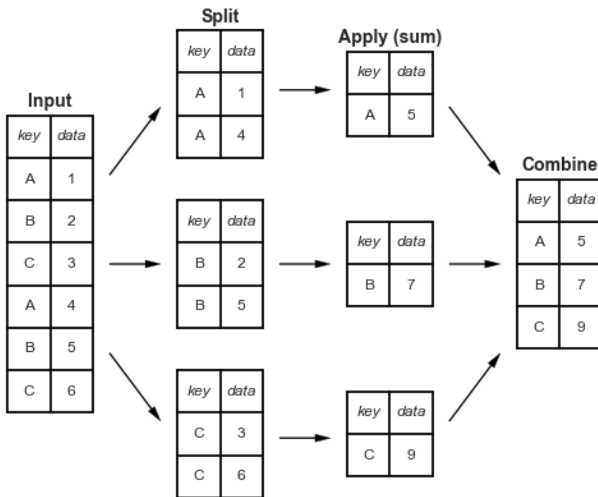 Input
key data
A 1
B 2
C 3
A 4
B 5
C 6
Split
key data
A 1
A 4
key data
B 2
B 5
key data
C 3
C 6
Apply (sum)
key data
A 5
key data
B 7
key data
C 9
Combine
key data
A 5
B 7
C 9